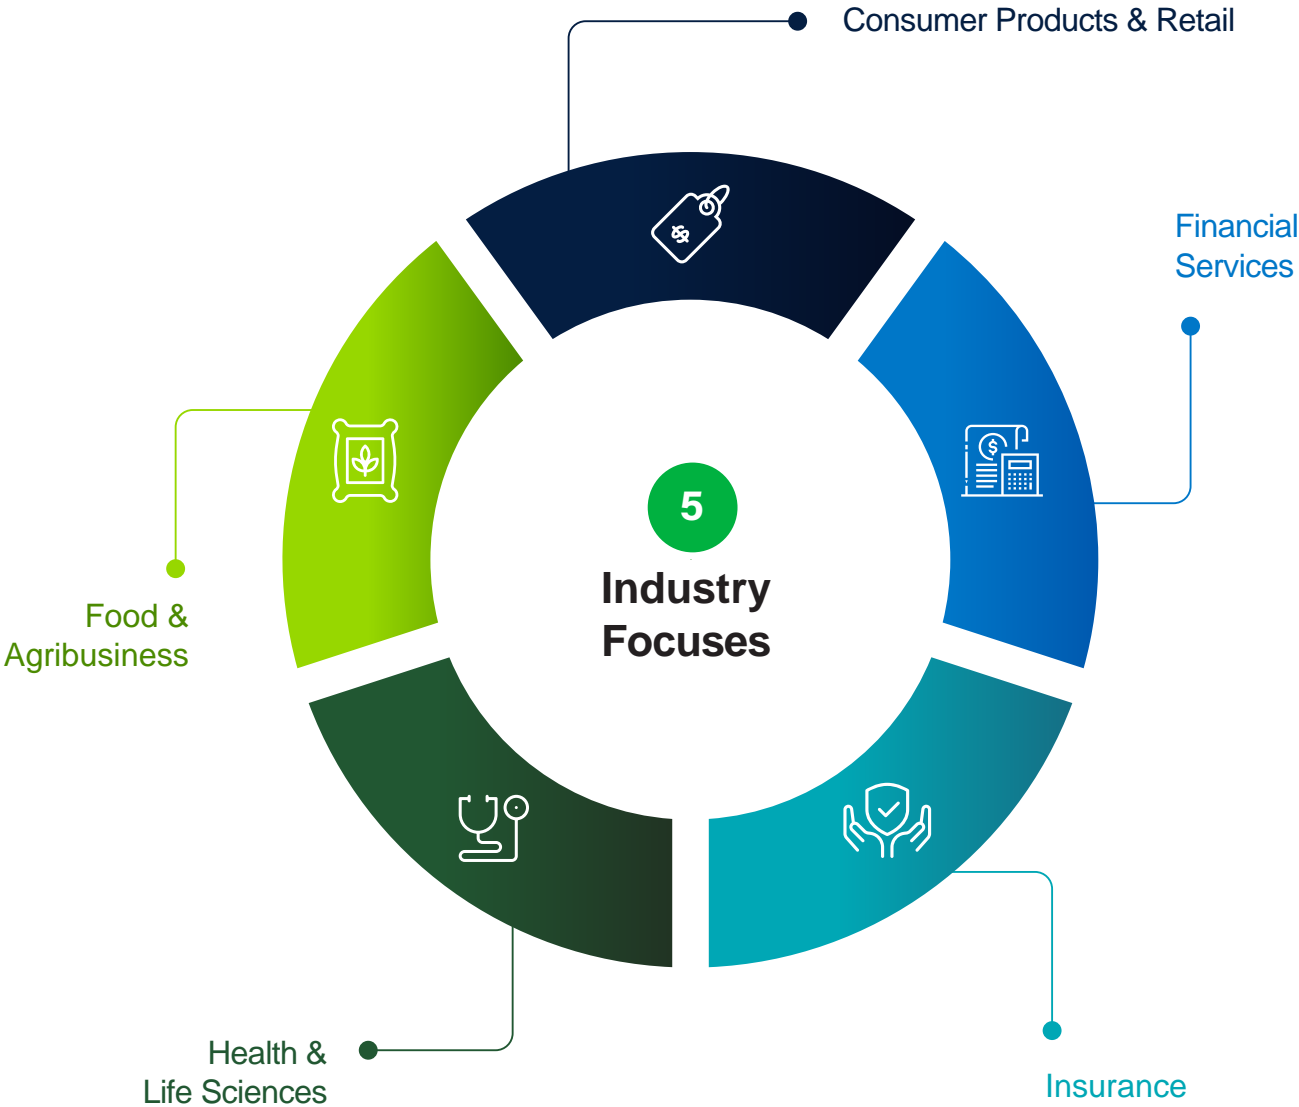 Consumer Products & Retail
Financial
Services
5
Industry
Focuses
Food &
Agribusiness
Health &
Life Sciences
Insurance
$
$